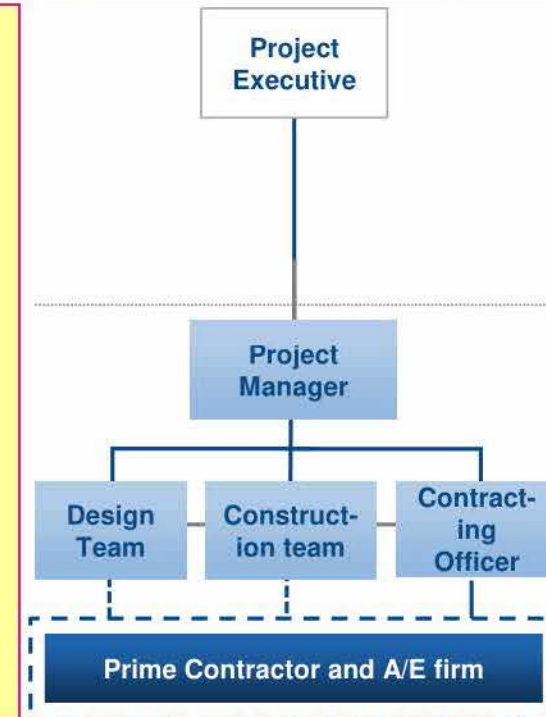 Project
Executive
Project
Manager
Design
Team
Construct-
ion team
Contract-
ing
Officer
Prime Contractor and A/E firm